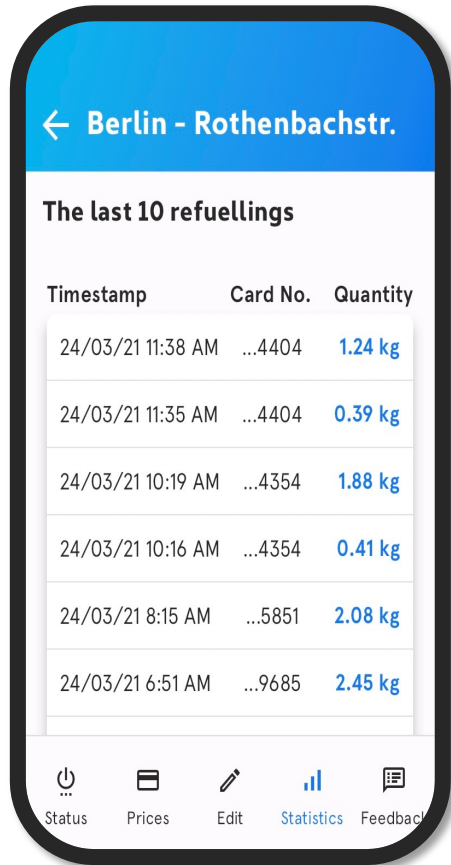 Berlin - Rothenbachstr.
The last 10 refuellings
Timestamp Card No. Quantity
24/03/21 11:38 AM ...4404 1.24 kg
24/03/21 11:35 AM ...4404 0.39 kg
24/03/21 10:19 AM ...4354 1.88 kg
24/03/21 10:16 AM ...4354 0.41 kg
24/03/21 8:15 AM ...5851 2.08 kg
24/03/21 6:51 AM ...9685 2.45 kg
Status Prices Edit Statistics Feedbac